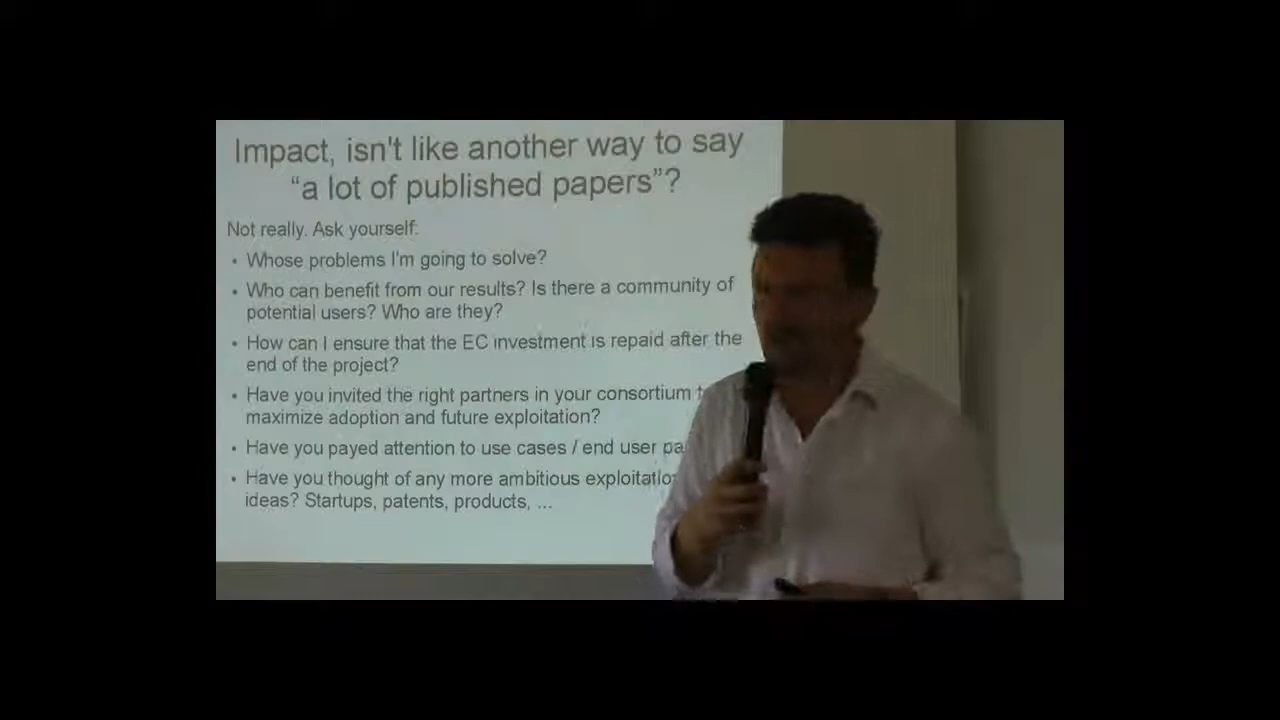 Impact, isn't like another way to say
“a lot of published papers”?
Not really. Ask yourself:
• Whose problems I'm going to solve?
• Who can benefit from our results? Is there a community of
potential users? Who are they?
• How can I ensure that the EC investment is repaid after the
end of the project?
• Have you invited the right partners in your consortium
maximize adoption and future exploitation?
• Have you payed attention to use cases / end user
• Have you thought of any more ambitious
ideas? Startups, patents, products, ...